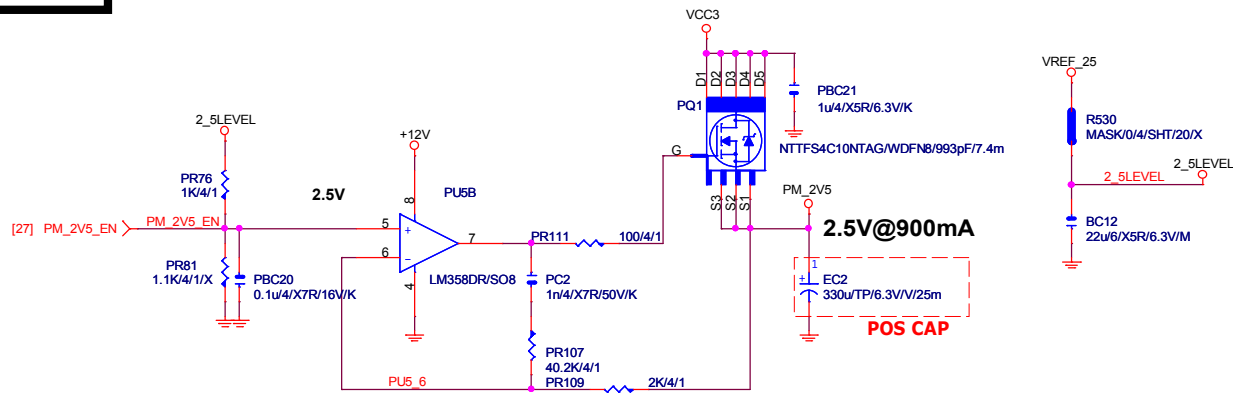 VCC3
D1
D2
D3
D4
D5
PBC21
1u/4/X5R/6.3V/K
PQ1
G
NTTFS4C10NTAG/WDFN8/993pF/7.4m
S3
S2
S1
VREF_25
R530
MASK/0/4/SHT/20/X
2_5LEVEL
2_5LEVEL
BC12
22u/6/X5R/6.3V/M
2_5LEVEL
PR76
1K/4/1
+12V
2.5V
PU5B
[27] PM_2V5_EN
PM_2V5_EN
5
+
8
7
6
-
4
LM358DR/SO8
PR81
1.1K/4/1/X
PBC20
0.1u/4/X7R/16V/K
PR111
100/4/1
PC2
1n/4/X7R/50V/K
PR107
40.2K/4/1
PR109
2K/4/1
PU5_6
PM_2V5
2.5V@900mA
1
+
EC2
330u/TP/6.3V/V/25m
POS CAP